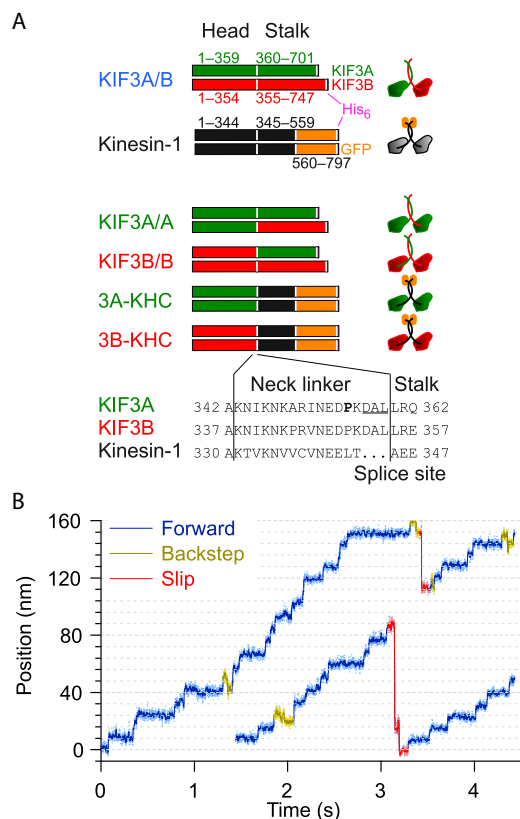 A
Head Stalk
1–359 360–701
KIF3A/B
KIF3A
KIF3B
1–354 355–747
His6
1–344 345–559
Kinesin-1
GFP
560–797
KIF3A/A
KIF3B/B
3A-KHC
3B-KHC
Neck linker Stalk
KIF3A 342 AKNIKNKARINEDPKDALLRQ 362
KIF3B 337 AKNIKNKPRVNEDPKDALLRE 357
Kinesin-1 330 AKTVKNVVCVNEELT...AEE 347
Splice site
B
160
120
80
40
0
Position (nm)
Forward
Backstep
Slip
0 1 2 3 4
Time (s)